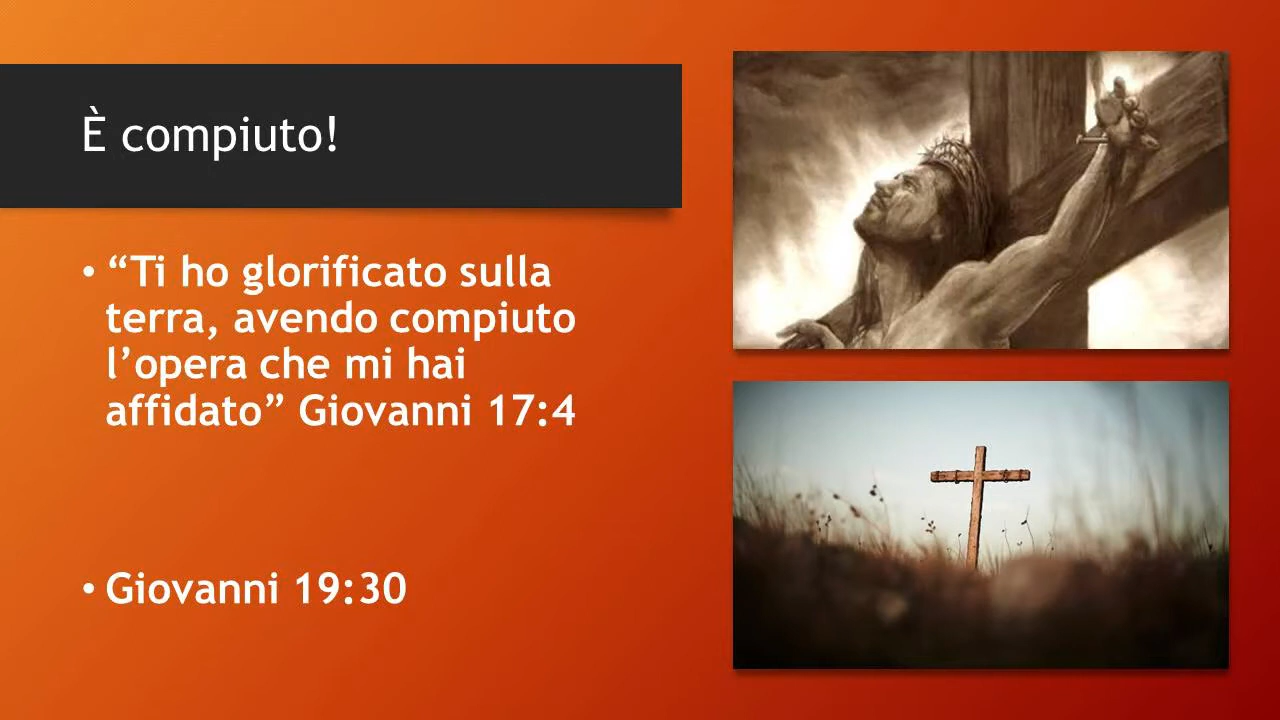 È compiuto!
• “Ti ho glorificato sulla
terra, avendo compiuto
l’opera che mi hai
affidato” Giovanni 17:4
• Giovanni 19:30